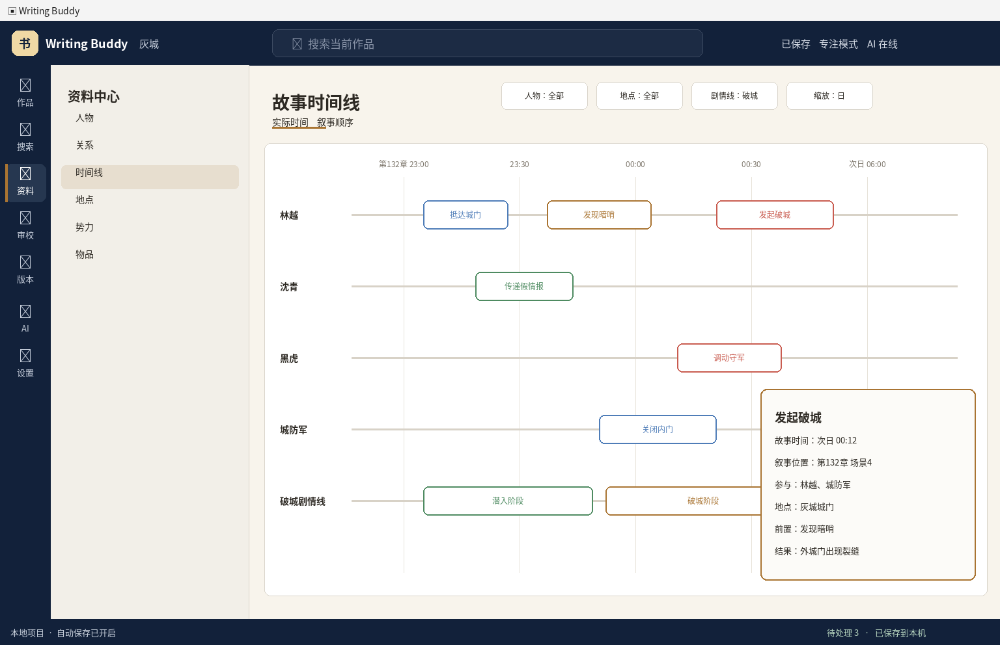 Writing Buddy
书 Writing Buddy 灰城
搜索当前作品
已保存 专注模式 AI 在线
作品
搜索
资料
审校
版本
AI
设置
资料中心
人物
关系
时间线
地点
势力
物品
故事时间线
实际时间 叙事顺序
人物：全部
地点：全部
剧情线：破城
缩放：日
第132章 23:00
23:30
00:00
00:30
次日 06:00
林越
抵达城门
发现暗哨
发起破城
沈青
传递假情报
黑虎
调动守军
城防军
关闭内门
破城剧情线
潜入阶段
破城阶段
发起破城
故事时间：次日 00:12
叙事位置：第132章 场景4
参与：林越、城防军
地点：灰城城门
前置：发现暗哨
结果：外城门出现裂缝
本地项目 · 自动保存已开启
待处理 3 · 已保存到本机